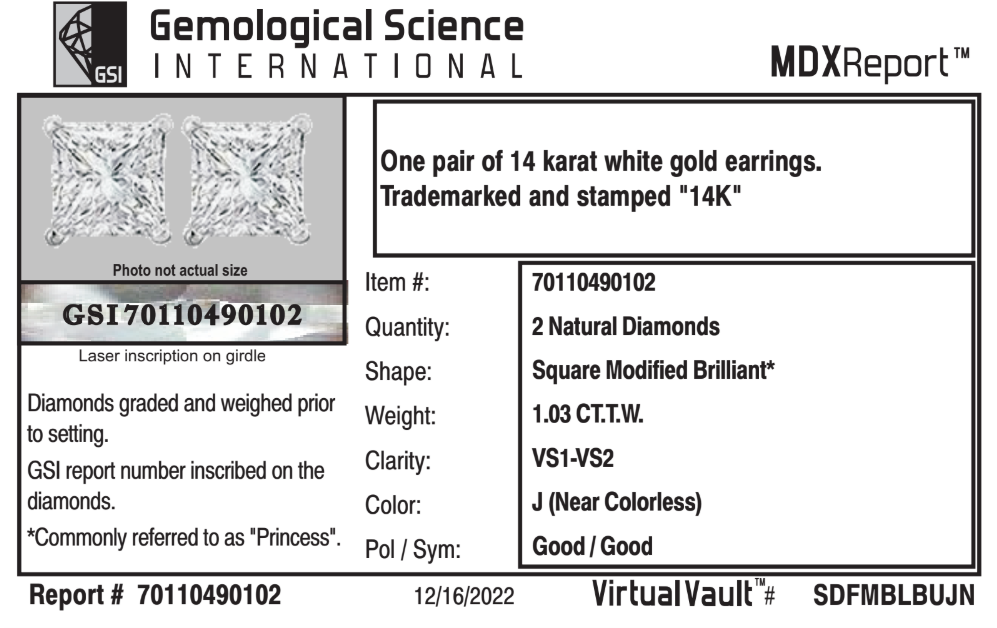 GSI
Gemological Science
INTERNATIONAL
MDXReport™
Photo not actual size
GSI70110490102
Laser inscription on girdle
Diamonds graded and weighed prior
to setting.
GSI report number inscribed on the
diamonds.
*Commonly referred to as "Princess".
One pair of 14 karat white gold earrings.
Trademarked and stamped "14K"
Item #: 70110490102
Quantity: 2 Natural Diamonds
Shape: Square Modified Brilliant*
Weight: 1.03 CT.T.W.
Clarity: VS1-VS2
Color: J (Near Colorless)
Pol / Sym: Good / Good
Report # 70110490102 12/16/2022 VirtualVault™# SDFMBLBUJN